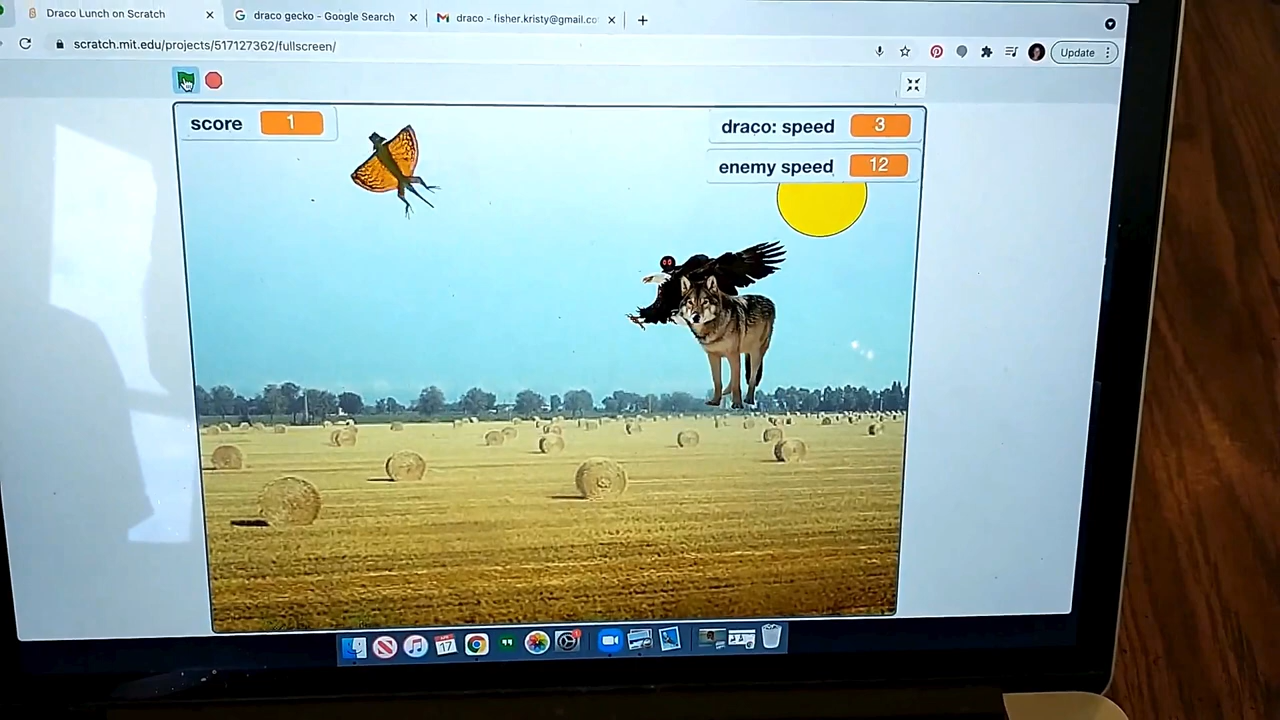 Draco Lunch on Scratch
draco gecko - Google Search
draco - fisher.kristy@gmail.co
scratch.mit.edu/projects/517127362/fullscreen/
Update
score 1
draco: speed 3
enemy speed 12
17